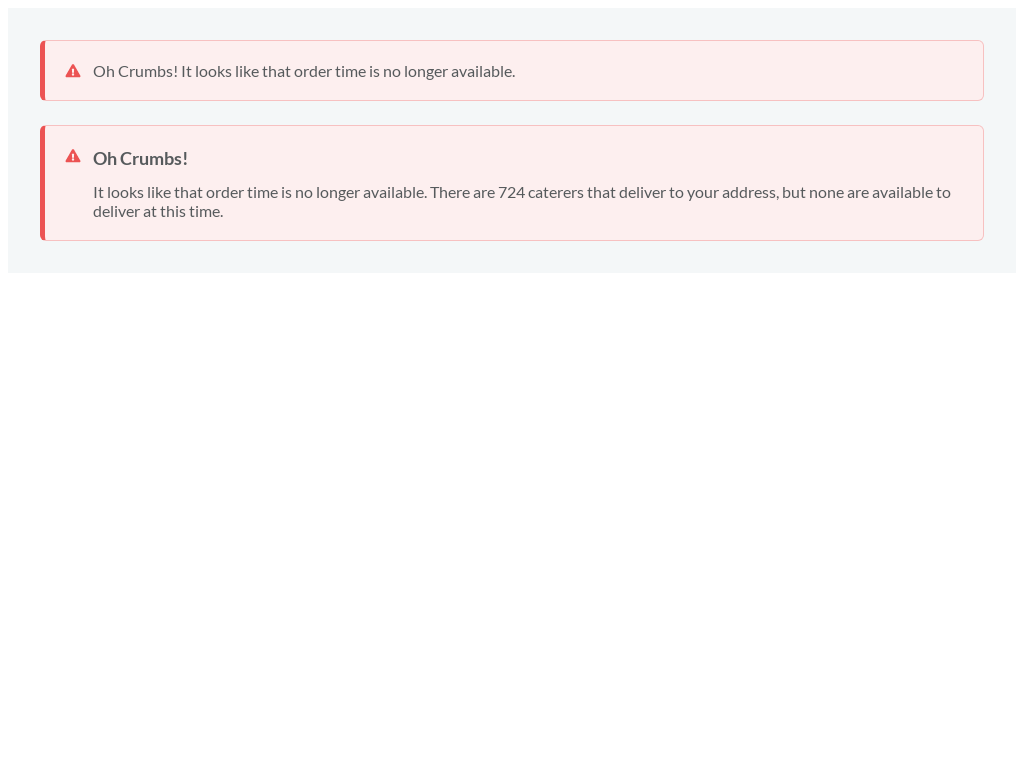 Oh Crumbs! It looks like that order time is no longer available.
Oh Crumbs!
It looks like that order time is no longer available. There are 724 caterers that deliver to your address, but none are available to
deliver at this time.